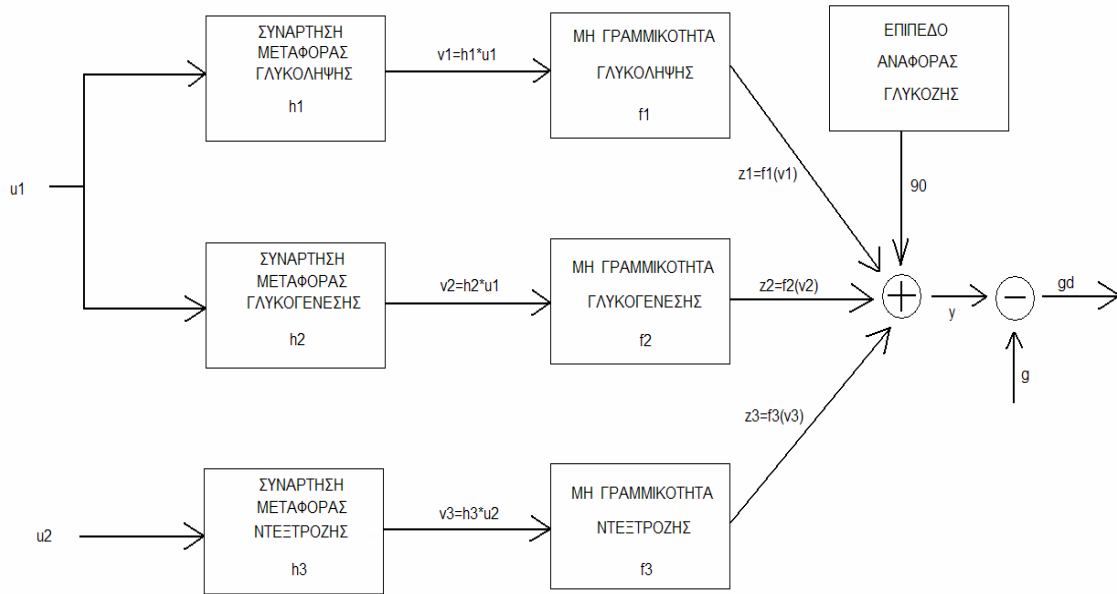 ΣΥΝΑΡΤΗΣΗ
ΜΕΤΑΦΟΡΑΣ
ΓΛΥΚΟΛΗΨΗΣ
h1
v1=h1*u1
ΜΗ ΓΡΑΜΜΙΚΟΤΗΤΑ
ΓΛΥΚΟΛΗΨΗΣ
f1
ΕΠΙΠΕΔΟ
ΑΝΑΦΟΡΑΣ
ΓΛΥΚΟΖΗΣ
z1=f1(v1)
90
u1
ΣΥΝΑΡΤΗΣΗ
ΜΕΤΑΦΟΡΑΣ
ΓΛΥΚΟΓΕΝΕΣΗΣ
h2
v2=h2*u1
ΜΗ ΓΡΑΜΜΙΚΟΤΗΤΑ
ΓΛΥΚΟΓΕΝΕΣΗΣ
f2
z2=f2(v2)
+
y
−
gd
g
z3=f3(v3)
u2
ΣΥΝΑΡΤΗΣΗ
ΜΕΤΑΦΟΡΑΣ
ΝΤΕΞΤΡΟΖΗΣ
h3
v3=h3*u2
ΜΗ ΓΡΑΜΜΙΚΟΤΗΤΑ
ΝΤΕΞΤΡΟΖΗΣ
f3